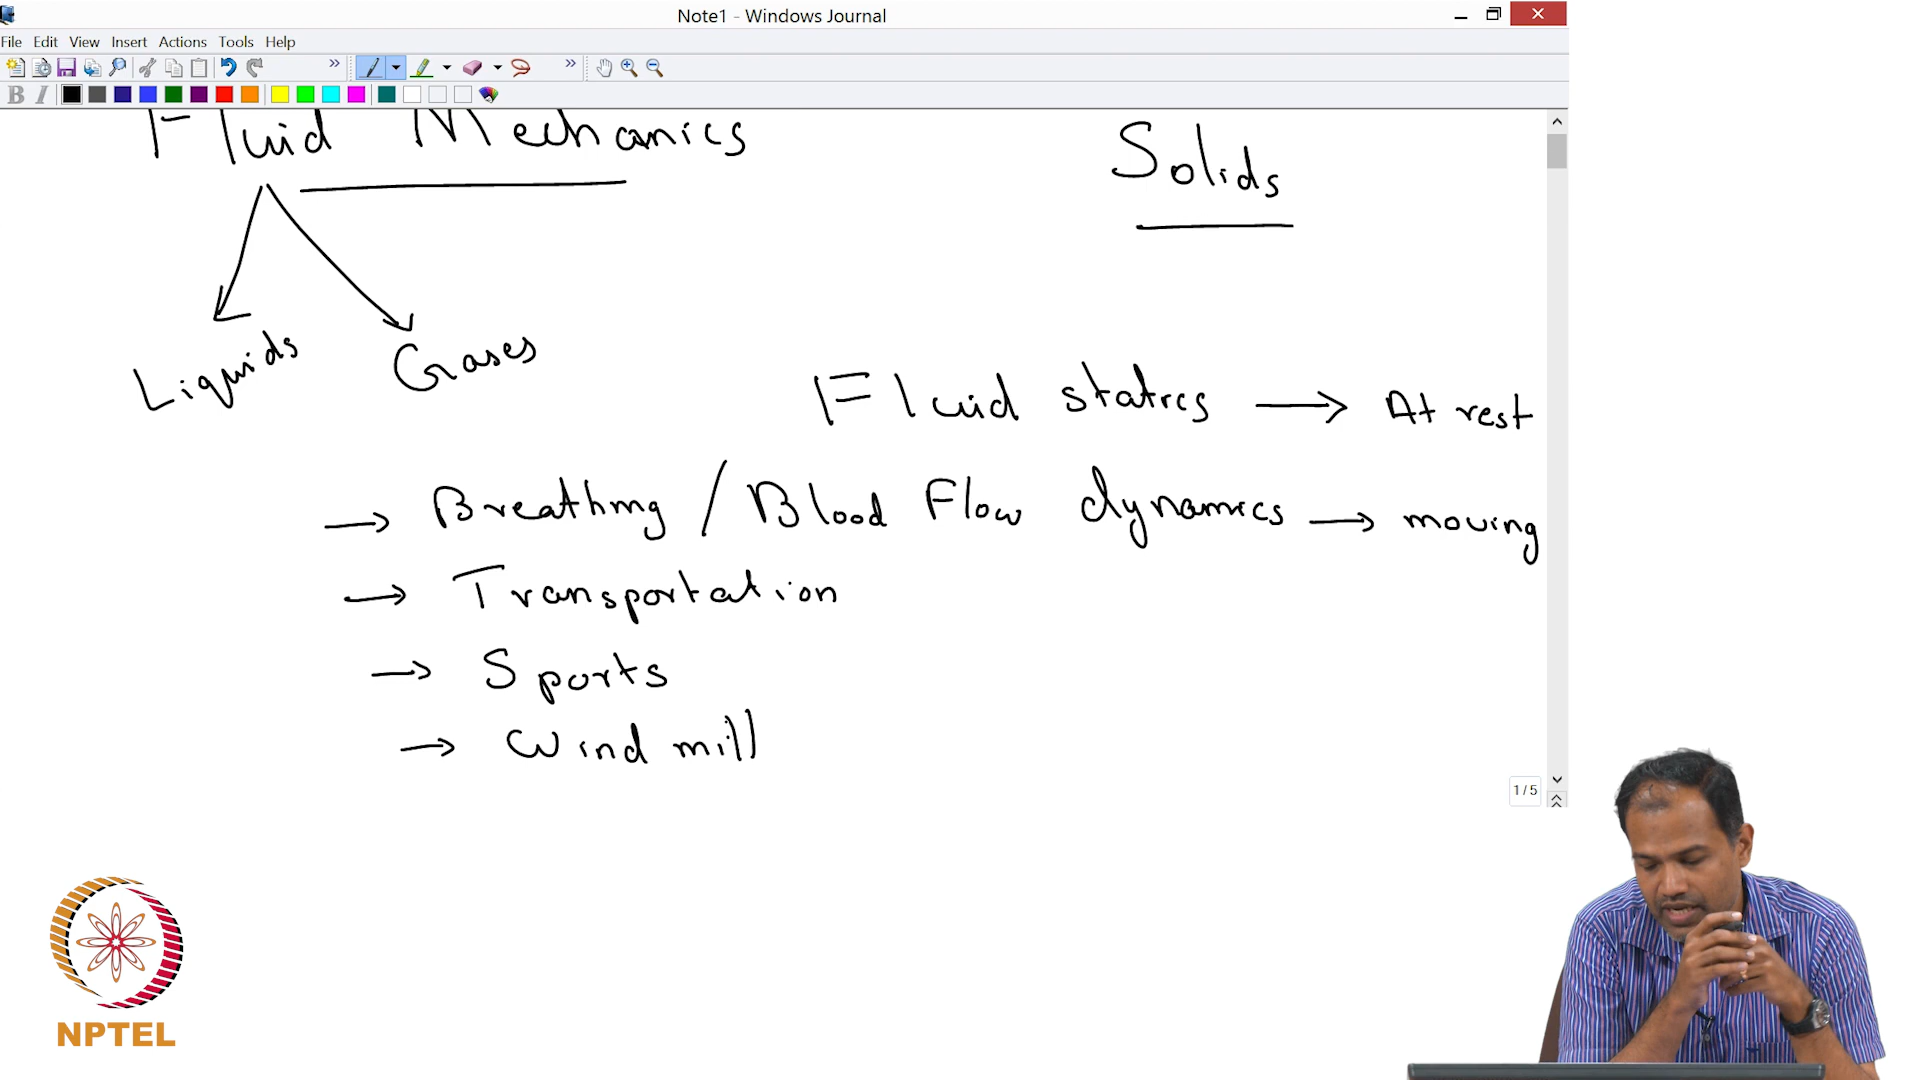 Note1 - Windows Journal
File Edit View Insert Actions Tools Help
B I
Fluid Mechanics
Solids
Liquids
Gases
Fluid statics → At rest
→ Breathing / Blood Flow dynamics → moving
→ Transportation
→ Sports
→ Wind mill
1 / 5
NPTEL